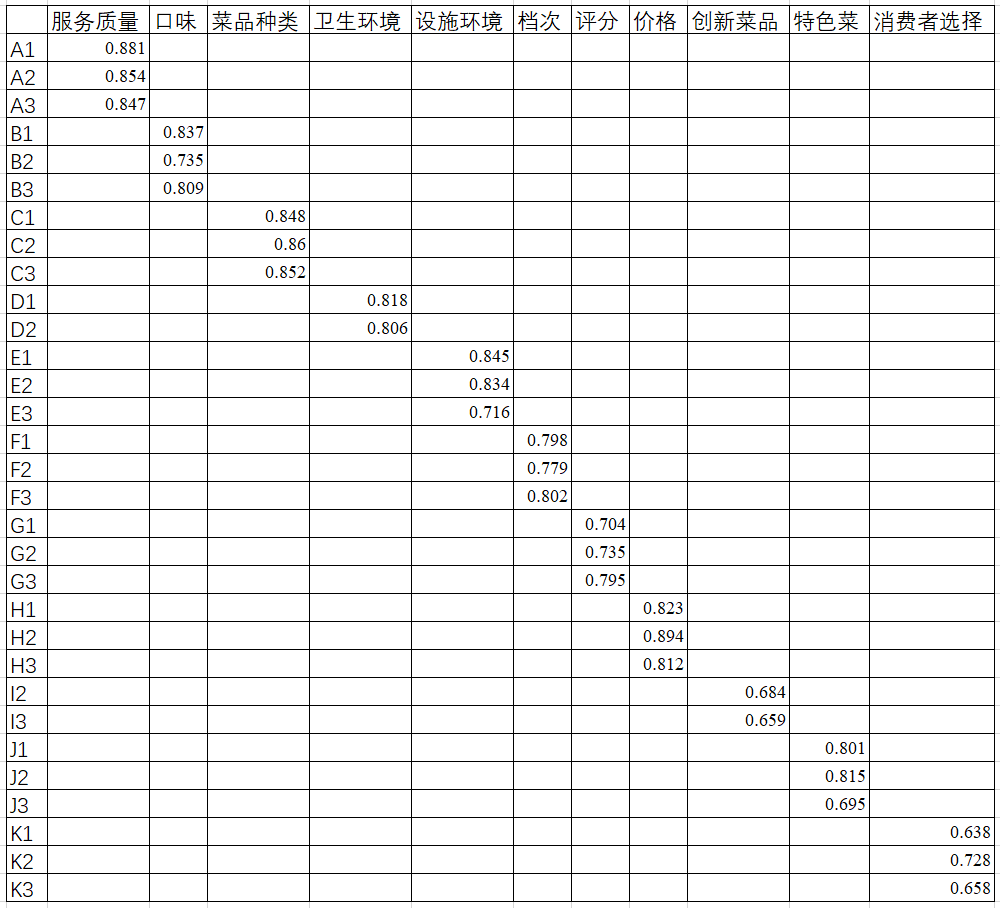 服务质量 口味 菜品种类 卫生环境 设施环境 档次 评分 价格 创新菜品 特色菜 消费者选择
A1 0.881
A2 0.854
A3 0.847
B1 0.837
B2 0.735
B3 0.809
C1 0.848
C2 0.86
C3 0.852
D1 0.818
D2 0.806
E1 0.845
E2 0.834
E3 0.716
F1 0.798
F2 0.779
F3 0.802
G1 0.704
G2 0.735
G3 0.795
H1 0.823
H2 0.894
H3 0.812
I2 0.684
I3 0.659
J1 0.801
J2 0.815
J3 0.695
K1 0.638
K2 0.728
K3 0.658